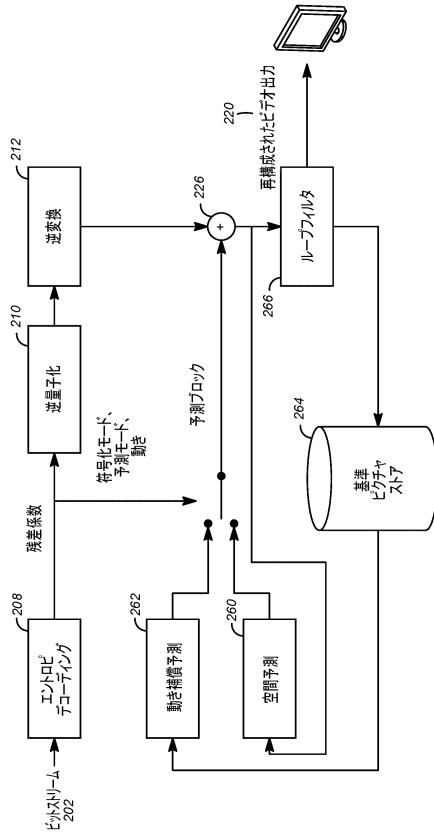 ビットストリーム
202
208
エントロピ
デコーディング
残差係数
210
逆量子化
212
逆変換
符号化モード、
予測モード、
動き
262
動き補償予測
260
空間予測
予測ブロック
226
+
220
再構成されたビデオ出力
266
ループフィルタ
264
基準
ピクチャ
ストア